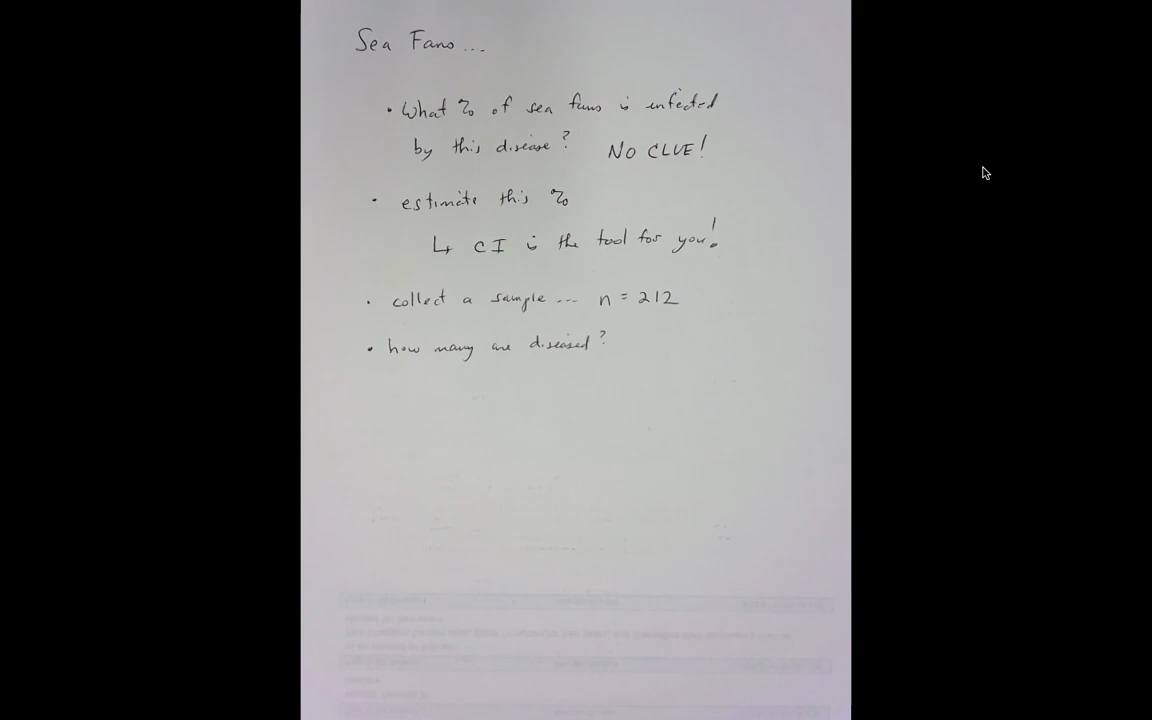 Sea Fans...
• What % of sea fans is infected
by this disease? NO CLUE!
• estimate this %
↳ CI is the tool for you!
• collect a sample... n = 212
• how many are diseased?